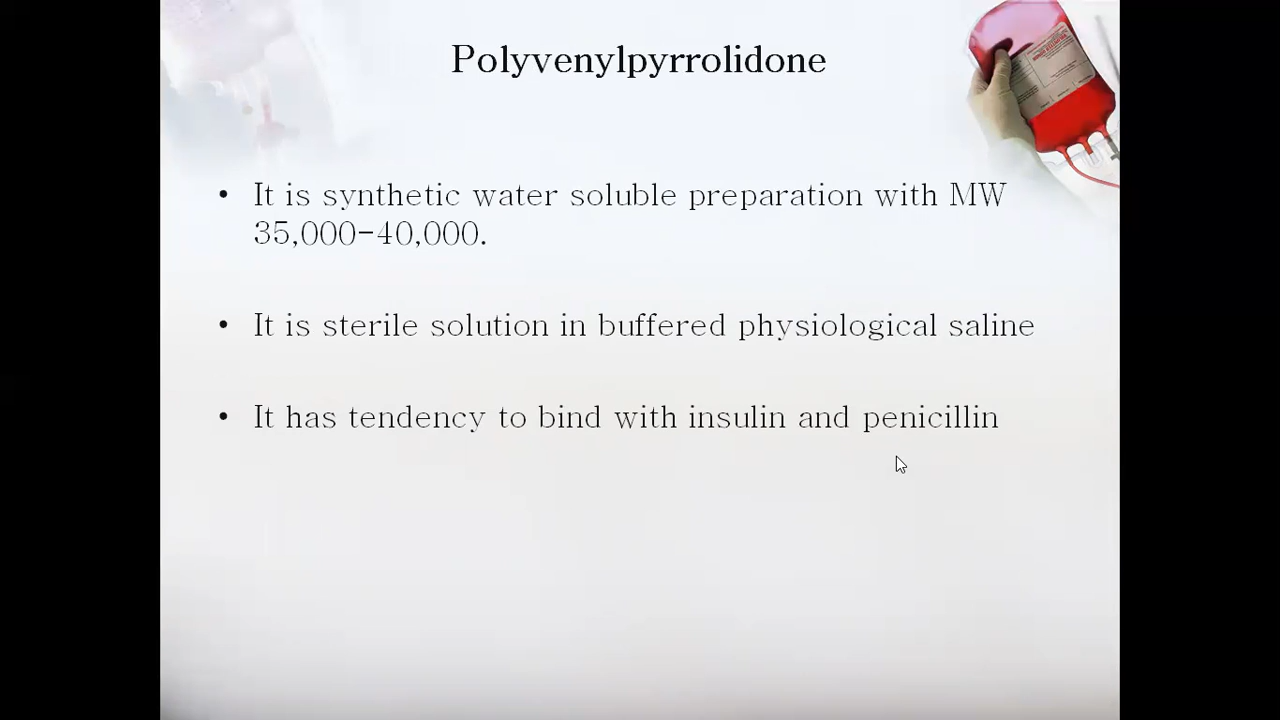 Polyvenylpyrrolidone
• It is synthetic water soluble preparation with MW
35,000-40,000.
• It is sterile solution in buffered physiological saline
• It has tendency to bind with insulin and penicillin